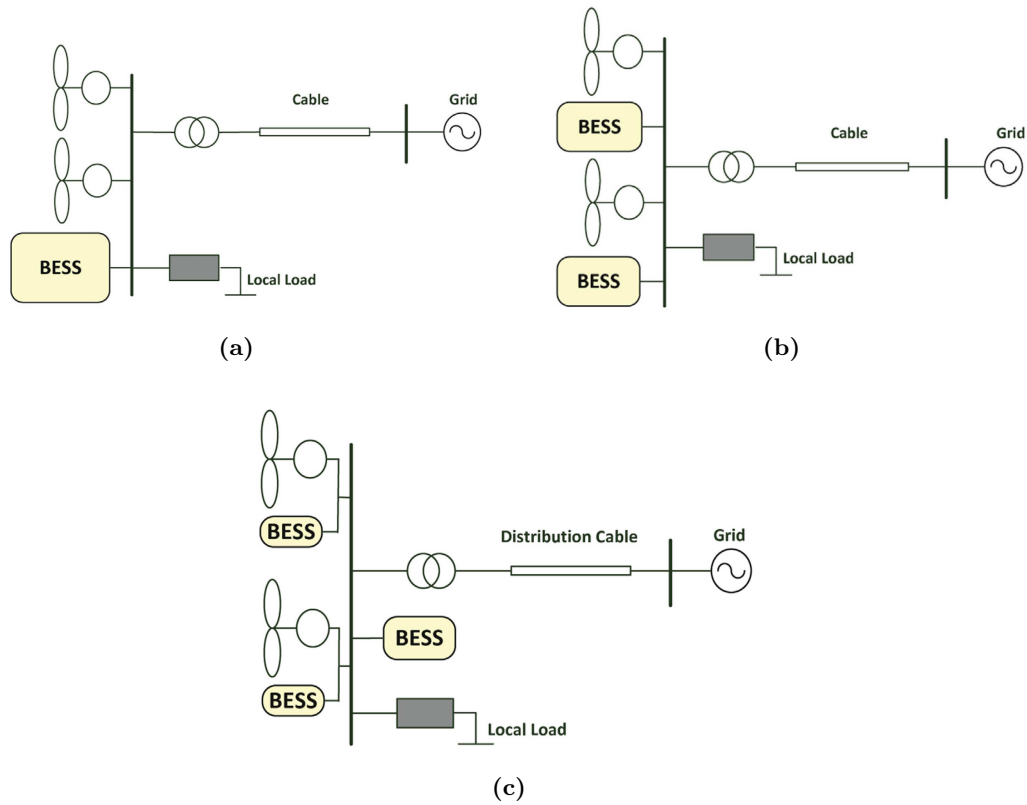 Cable
Grid
BESS
Local Load
(a)
BESS
Cable
Grid
Local Load
BESS
(b)
BESS
Distribution Cable
Grid
BESS
BESS
Local Load
(c)